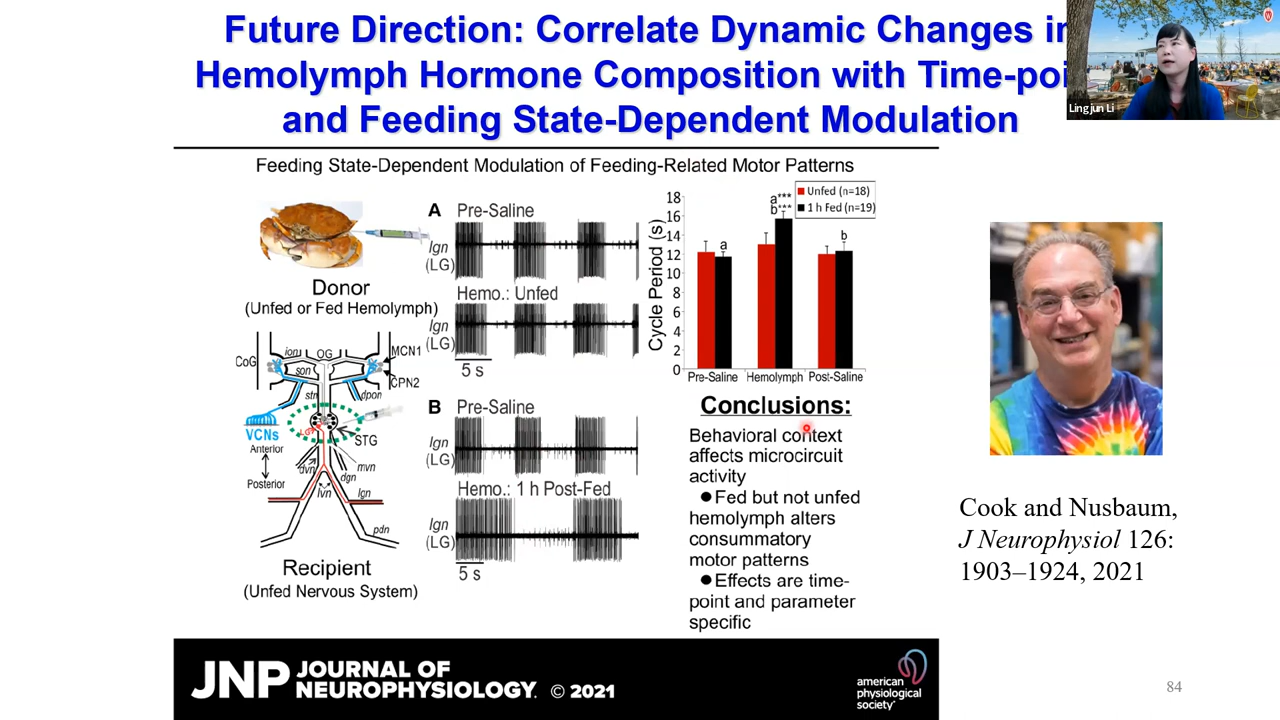 Future Direction: Correlate Dynamic Changes in
Hemolymph Hormone Composition with Time-poi
and Feeding State-Dependent Modulation
Lingjun Li
Feeding State-Dependent Modulation of Feeding-Related Motor Patterns
Donor
(Unfed or Fed Hemolymph)
CoG
ion
OG
MCN1
son
CPN2
stn
dpon
VCNs
LG
STG
Anterior
Posterior
dvn
mvn
dgn
lvn
lgn
pdn
Recipient
(Unfed Nervous System)
A
Pre-Saline
lgn
(LG)
Hemo.: Unfed
lgn
(LG)
5 s
B
Pre-Saline
lgn
(LG)
Hemo.: 1 h Post-Fed
lgn
(LG)
5 s
Cycle Period (s)
18
16
14
12
10
8
6
4
2
0
Unfed (n=18)
1 h Fed (n=19)
a
a***
b***
b
Pre-Saline Hemolymph Post-Saline
Conclusions:
Behavioral context
affects microcircuit
activity
●Fed but not unfed
hemolymph alters
consummatory
motor patterns
●Effects are time-
point and parameter
specific
Cook and Nusbaum,
J Neurophysiol 126:
1903–1924, 2021
JNP JOURNAL OF
NEUROPHYSIOLOGY. © 2021
american
physiological
society
84